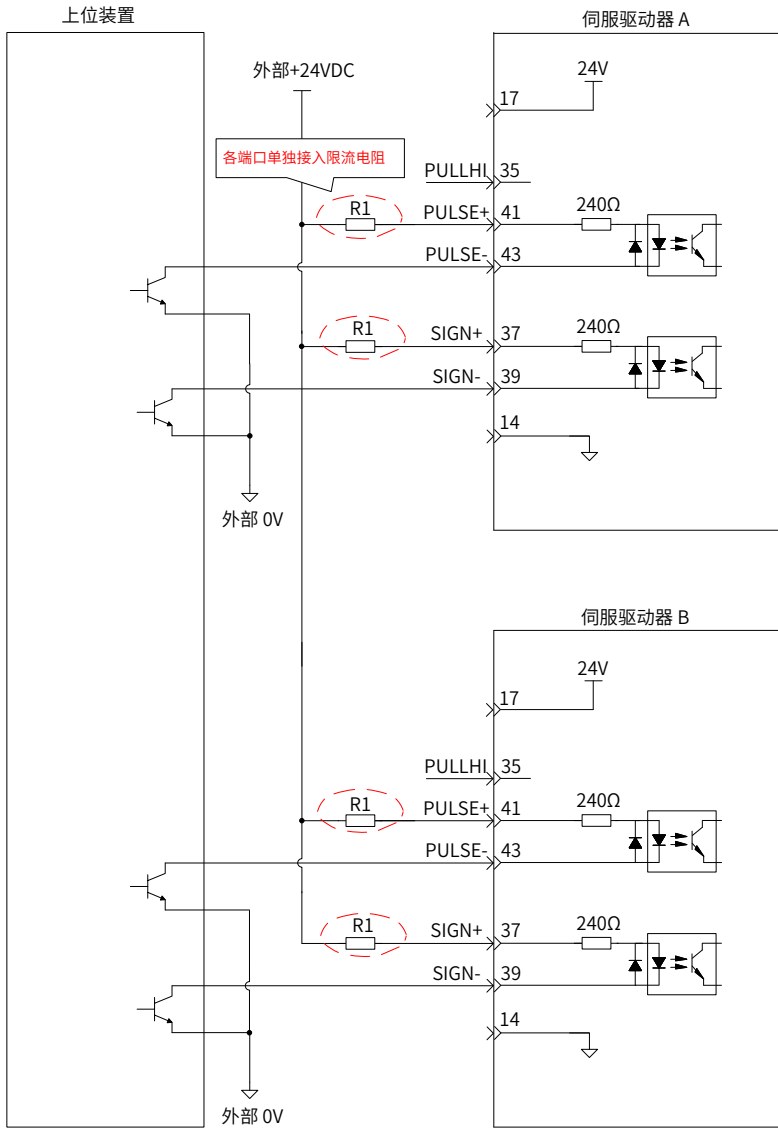 上位装置
伺服驱动器 A
外部+24VDC
24V
17
各端口单独接入限流电阻
PULLHI 35
R1 PULSE+ 41 240Ω
PULSE- 43
R1 SIGN+ 37 240Ω
SIGN- 39
14
外部 0V
伺服驱动器 B
24V
17
PULLHI 35
R1 PULSE+ 41 240Ω
PULSE- 43
R1 SIGN+ 37 240Ω
SIGN- 39
14
外部 0V